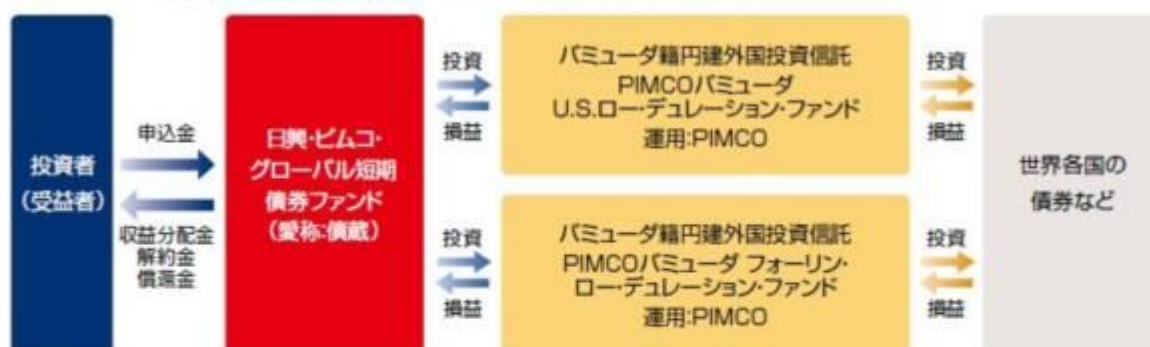 投資者
（受益者）
申込金
収益分配金
解約金
償還金
日興・ピムコ・
グローバル短期
債券ファンド
（愛称：債蔵）
投資
損益
バミューダ籍円建外国投資信託
PIMCOバミューダ
U.S.ロー・デュレーション・ファンド
運用：PIMCO
投資
損益
投資
損益
バミューダ籍円建外国投資信託
PIMCOバミューダ フォーリン・
ロー・デュレーション・ファンド
運用：PIMCO
投資
損益
世界各国の
債券など